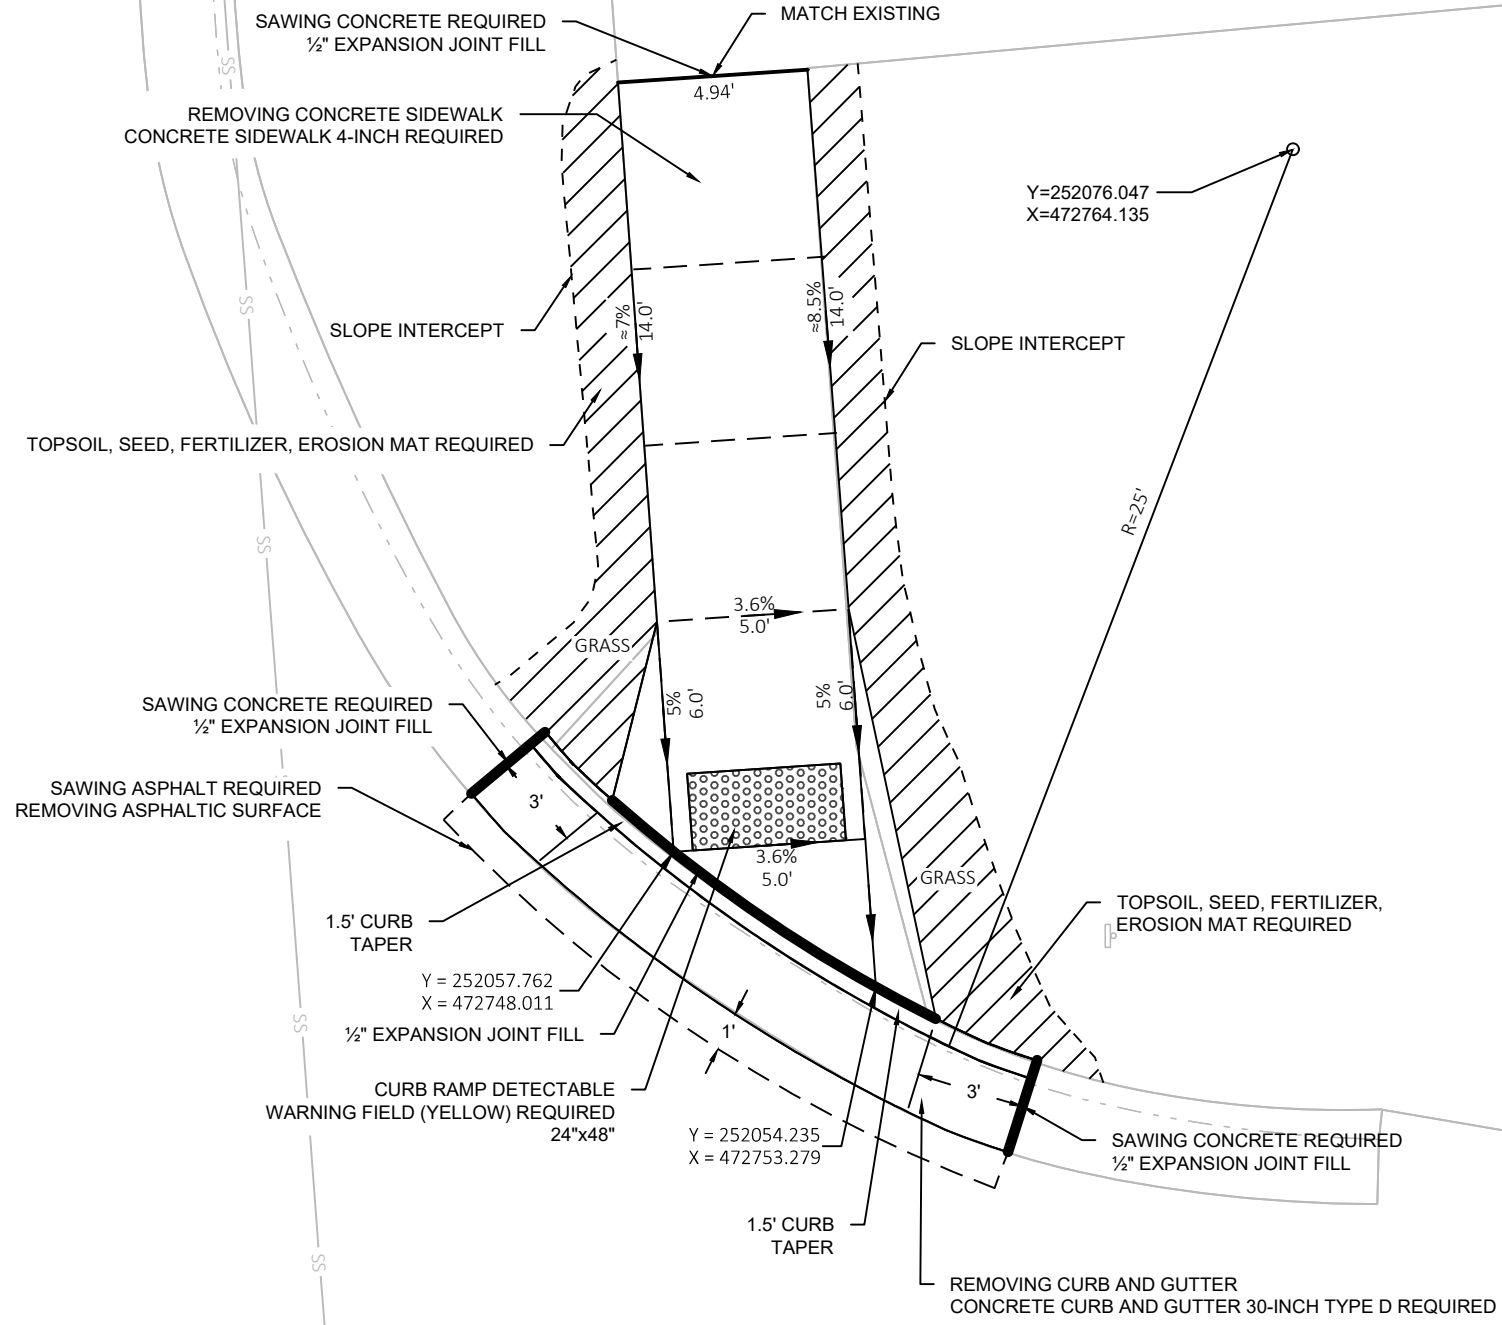 SAWING CONCRETE REQUIRED
½" EXPANSION JOINT FILL
MATCH EXISTING
4.94'
REMOVING CONCRETE SIDEWALK
CONCRETE SIDEWALK 4-INCH REQUIRED
SS
Y=252076.047
X=472764.135
SS
≈7%
14.0'
≈8.5%
14.0'
SLOPE INTERCEPT
SLOPE INTERCEPT
TOPSOIL, SEED, FERTILIZER, EROSION MAT REQUIRED
R=25'
SS
3.6%
5.0'
GRASS
5%
6.0'
5%
6.0'
SAWING CONCRETE REQUIRED
½" EXPANSION JOINT FILL
SAWING ASPHALT REQUIRED
REMOVING ASPHALTIC SURFACE
SS
3'
3.6%
5.0'
GRASS
TOPSOIL, SEED, FERTILIZER,
EROSION MAT REQUIRED
1.5' CURB
TAPER
Y = 252057.762
X = 472748.011
SS
½" EXPANSION JOINT FILL
1'
CURB RAMP DETECTABLE
WARNING FIELD (YELLOW) REQUIRED
24"x48"
3'
Y = 252054.235
X = 472753.279
SAWING CONCRETE REQUIRED
½" EXPANSION JOINT FILL
1.5' CURB
TAPER
SS
REMOVING CURB AND GUTTER
CONCRETE CURB AND GUTTER 30-INCH TYPE D REQUIRED